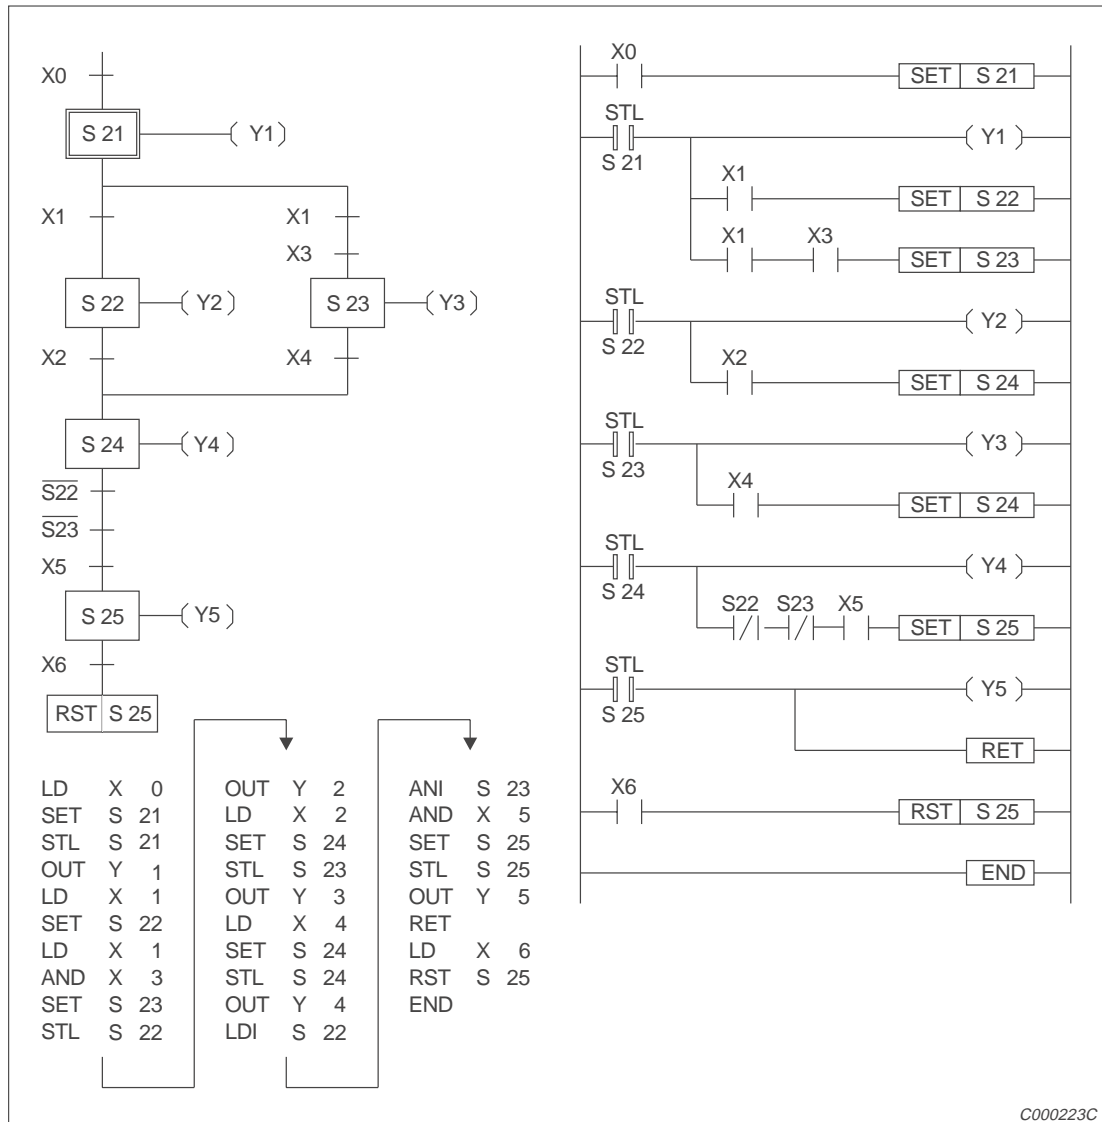 X0
S 21
Y1
X1
X1
X3
S 22
Y2
S 23
Y3
X2
X4
S 24
Y4
S22
S23
X5
S 25
Y5
X6
RST S 25
LD X 0
SET S 21
STL S 21
OUT Y 1
LD X 1
SET S 22
LD X 1
AND X 3
SET S 23
STL S 22
OUT Y 2
LD X 2
SET S 24
STL S 23
OUT Y 3
LD X 4
SET S 24
STL S 24
OUT Y 4
LDI S 22
ANI S 23
AND X 5
SET S 25
STL S 25
OUT Y 5
RET
LD X 6
RST S 25
END
X0
SET S 21
STL
S 21
Y1
X1
SET S 22
X1 X3
SET S 23
STL
S 22
Y2
X2
SET S 24
STL
S 23
Y3
X4
SET S 24
STL
S 24
Y4
S22 S23 X5
SET S 25
STL
S 25
Y5
RET
X6
RST S 25
END
C000223C